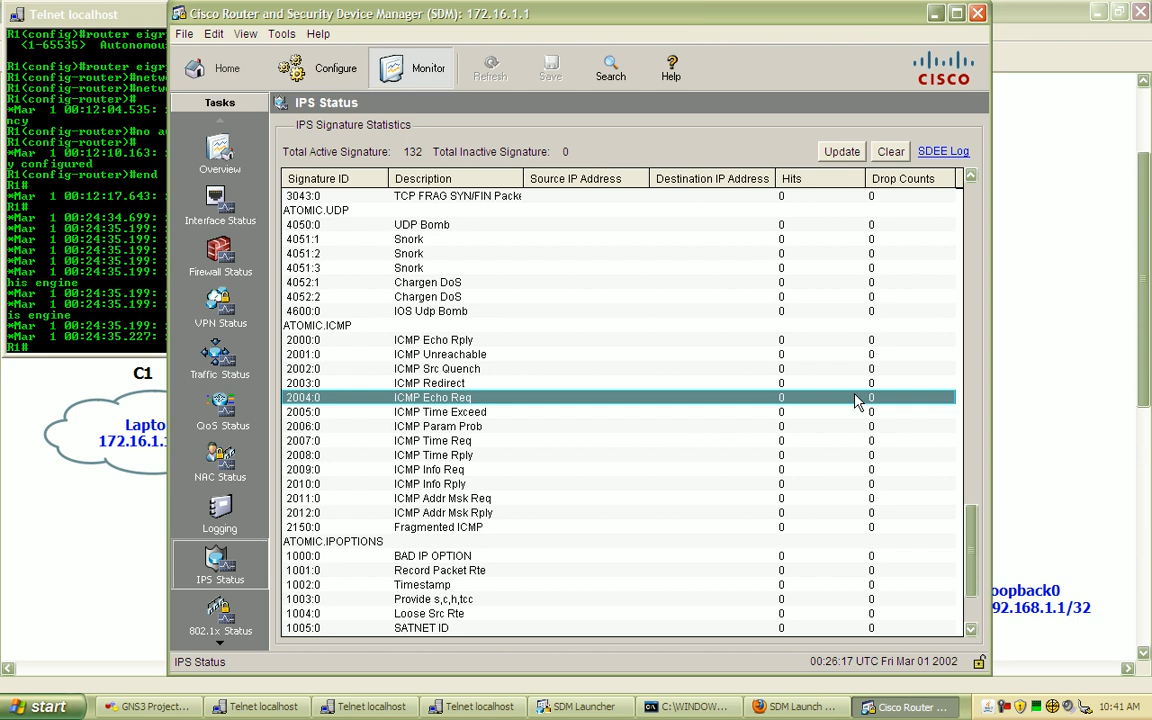 Telnet localhost
R1(config)#router eigr
<1-65535> Autonomou
R1(config)#router eigr
R1(config-router)#netw
R1(config-router)#netw
R1(config-router)#
*Mar 1 00:12:04.535:
ncy
R1(config-router)#no a
R1(config-router)#
*Mar 1 00:12:10.163:
y configured
R1(config-router)#end
R1#
*Mar 1 00:12:17.643:
R1#
*Mar 1 00:24:34.699:
*Mar 1 00:24:35.199:
*Mar 1 00:24:35.199:
*Mar 1 00:24:35.199:
*Mar 1 00:24:35.199:
his engine
*Mar 1 00:24:35.199:
*Mar 1 00:24:35.199:
is engine
*Mar 1 00:24:35.199:
*Mar 1 00:24:35.227:
R1#
C1
Lapto
172.16.1.
Cisco Router and Security Device Manager (SDM): 172.16.1.1
File Edit View Tools Help
Home Configure Monitor Refresh Save Search Help
CISCO
Tasks
Overview
Interface Status
Firewall Status
VPN Status
Traffic Status
QoS Status
NAC Status
Logging
IPS Status
802.1x Status
IPS Status
IPS Signature Statistics
Total Active Signature: 132 Total Inactive Signature: 0 Update Clear SDEE Log
Signature ID Description Source IP Address Destination IP Address Hits Drop Counts
3043:0 TCP FRAG SYN/FIN Packe 0 0
ATOMIC.UDP
4050:0 UDP Bomb 0 0
4051:1 Snork 0 0
4051:2 Snork 0 0
4051:3 Snork 0 0
4052:1 Chargen DoS 0 0
4052:2 Chargen DoS 0 0
4600:0 IOS Udp Bomb 0 0
ATOMIC.ICMP
2000:0 ICMP Echo Rply 0 0
2001:0 ICMP Unreachable 0 0
2002:0 ICMP Src Quench 0 0
2003:0 ICMP Redirect 0 0
2004:0 ICMP Echo Req 0 0
2005:0 ICMP Time Exceed 0 0
2006:0 ICMP Param Prob 0 0
2007:0 ICMP Time Req 0 0
2008:0 ICMP Time Rply 0 0
2009:0 ICMP Info Req 0 0
2010:0 ICMP Info Rply 0 0
2011:0 ICMP Addr Msk Req 0 0
2012:0 ICMP Addr Msk Rply 0 0
2150:0 Fragmented ICMP 0 0
ATOMIC.IPOPTIONS
1000:0 BAD IP OPTION 0 0
1001:0 Record Packet Rte 0 0
1002:0 Timestamp 0 0
1003:0 Provide s,c,h,tcc 0 0
1004:0 Loose Src Rte 0 0
1005:0 SATNET ID 0 0
IPS Status 00:26:17 UTC Fri Mar 01 2002
oopback0
92.168.1.1/32
start GNS3 Project... Telnet localhost Telnet localhost Telnet localhost SDM Launcher C:\WINDOW... SDM Launch ... Cisco Router ... 10:41 AM